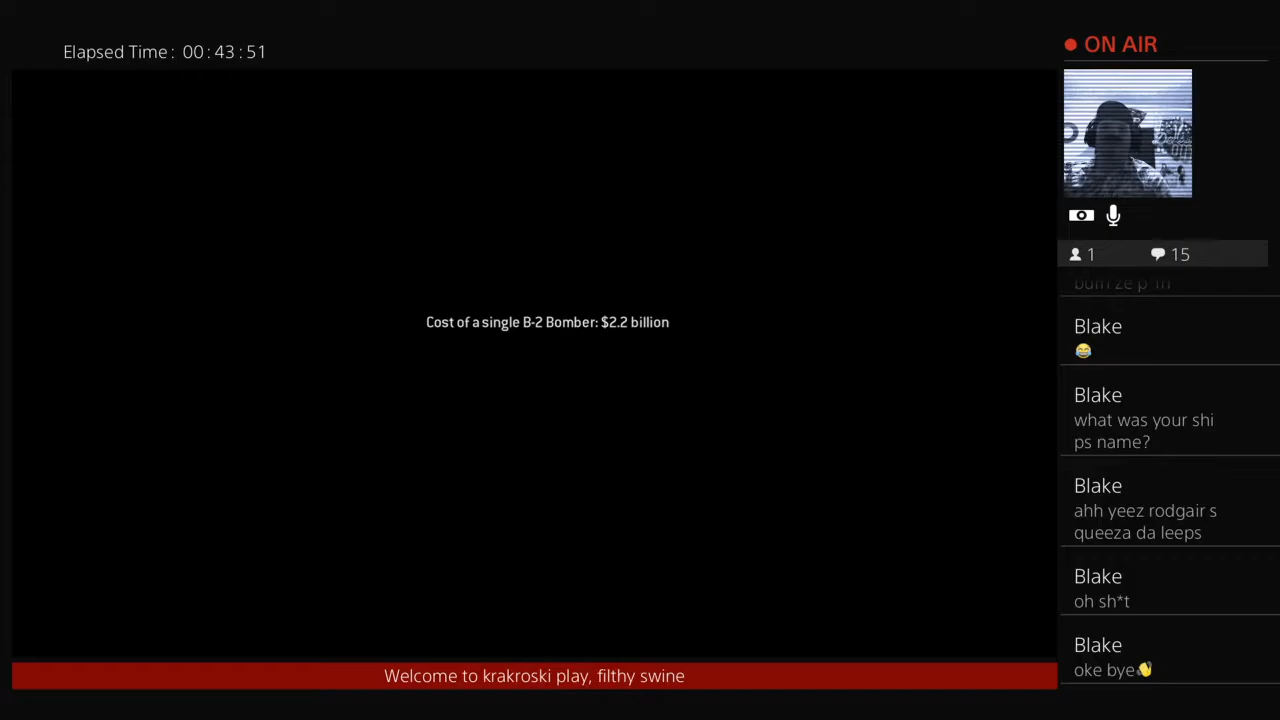 Elapsed Time: 00:43:51
ON AIR
1 15
Blake
😂
Blake
what was your shi
ps name?
Blake
ahh yeez rodgair s
queeza da leeps
Blake
oh sh*t
Blake
oke bye👋
Cost of a single B-2 Bomber: $2.2 billion
Welcome to krakroski play, filthy swine